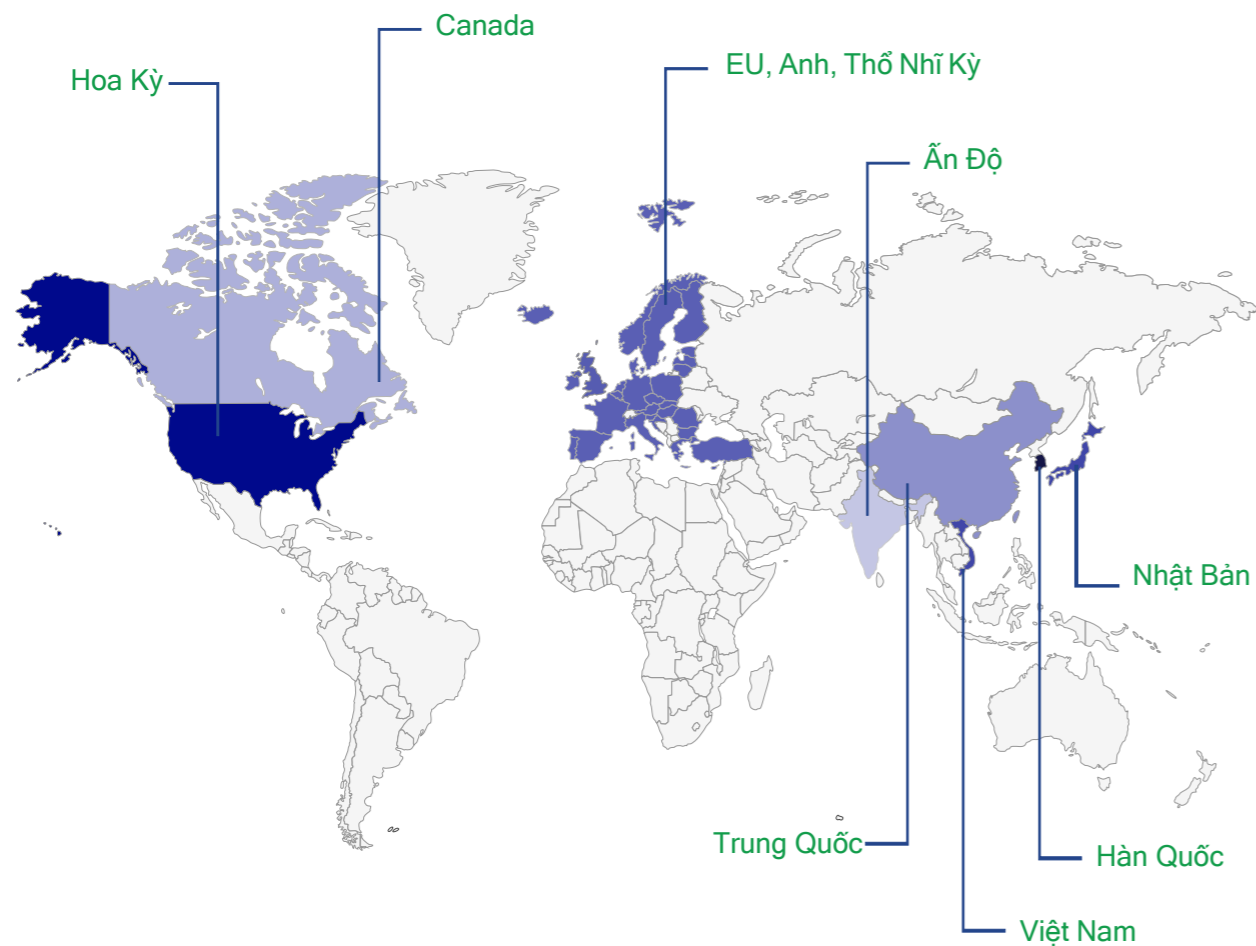 Canada
EU, Anh, Thổ Nhĩ Kỳ
Hoa Kỳ
Ấn Độ
Nhật Bản
Trung Quốc
Hàn Quốc
Việt Nam